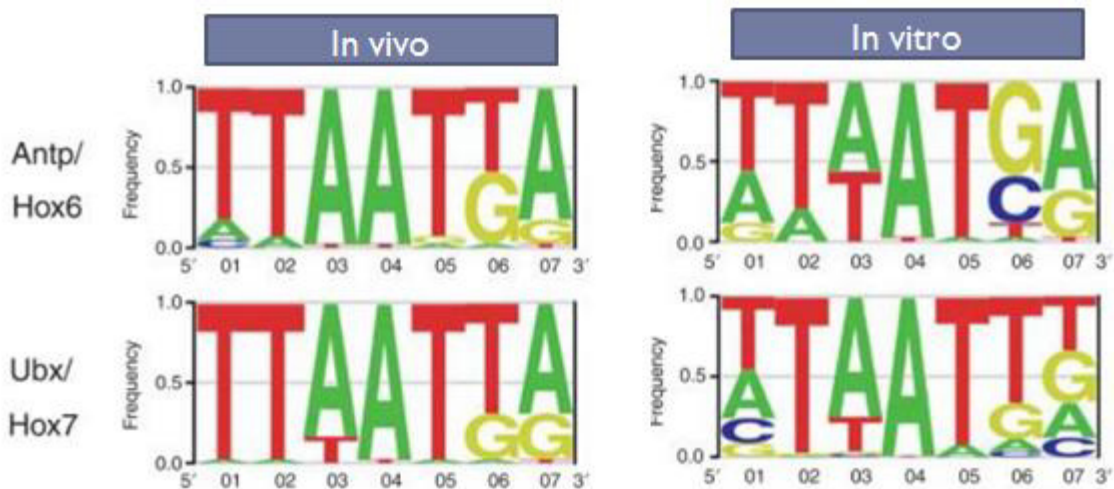 In vivo
In vitro
Antp/
Hox6
Frequency
1.0
0.5
0.0
T T A A T T A
A A G G
C
5′ 01 02 03 04 05 06 07 3′
Frequency
1.0
0.5
0.0
T T A A T G A
A A T C G
G T
5′ 01 02 03 04 05 06 07 3′
Ubx/
Hox7
Frequency
1.0
0.5
0.0
T T A A T T A
T G G
5′ 01 02 03 04 05 06 07 3′
Frequency
1.0
0.5
0.0
T T A A T T T
A T A G G
C A A
G C
5′ 01 02 03 04 05 06 07 3′